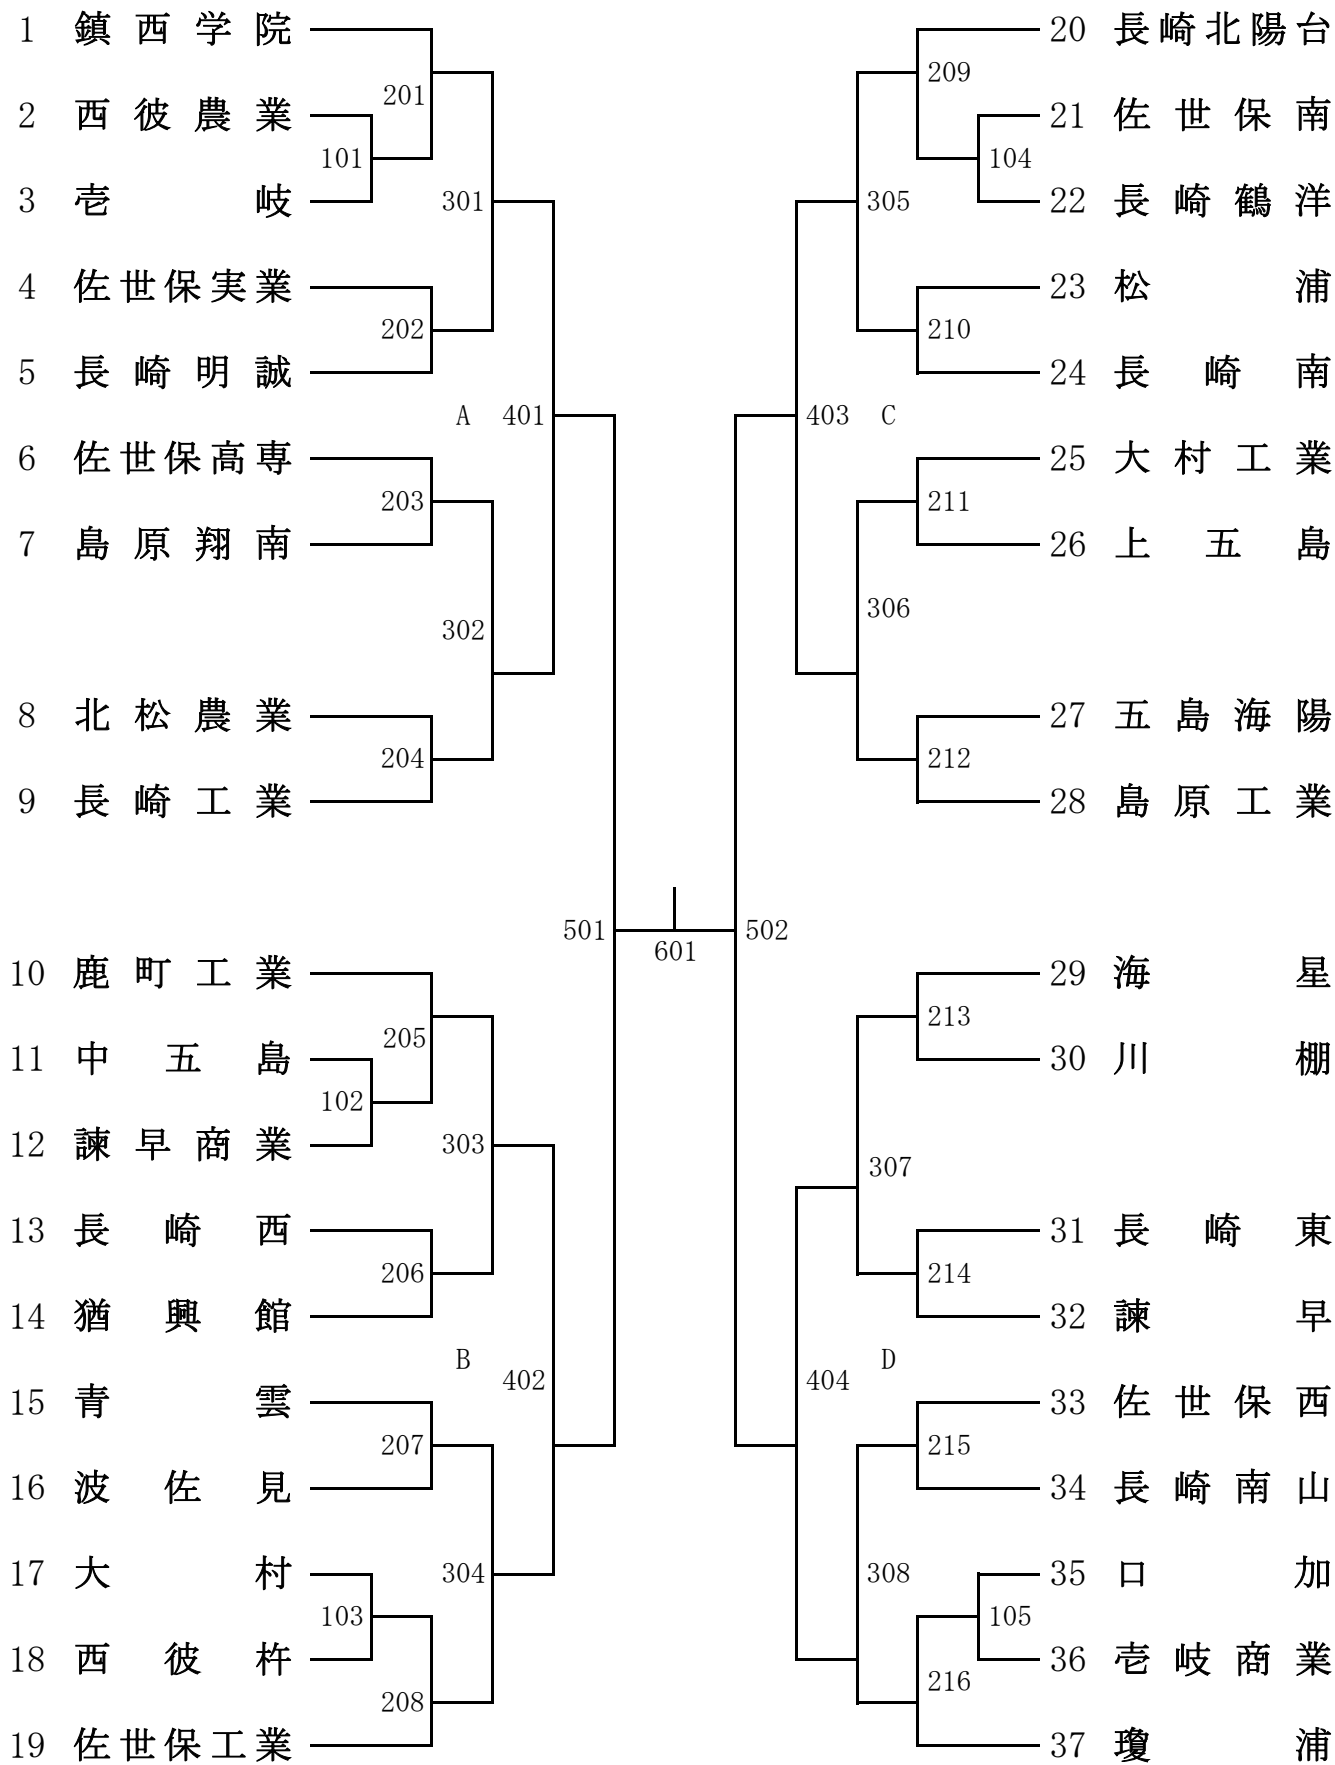 1 鎮西学院
201
2 西彼農業
101
3 壱岐
301
4 佐世保実業
202
5 長崎明誠
A 401
6 佐世保高専
203
7 島原翔南
302
8 北松農業
204
9 長崎工業
501
601
502
10 鹿町工業
205
11 中五島
102
12 諫早商業
303
13 長崎西
206
14 猶興館
B 402
15 青雲
207
16 波佐見
17 大村
304
103
18 西彼杵
208
19 佐世保工業
20 長崎北陽台
209
21 佐世保南
104
22 長崎鶴洋
305
23 松浦
210
24 長崎南
403 C
25 大村工業
211
26 上五島
306
27 五島海陽
212
28 島原工業
29 海星
213
30 川棚
307
31 長崎東
214
32 諫早
404 D
33 佐世保西
215
34 長崎南山
308
35 口加
105
36 壱岐商業
216
37 瓊浦